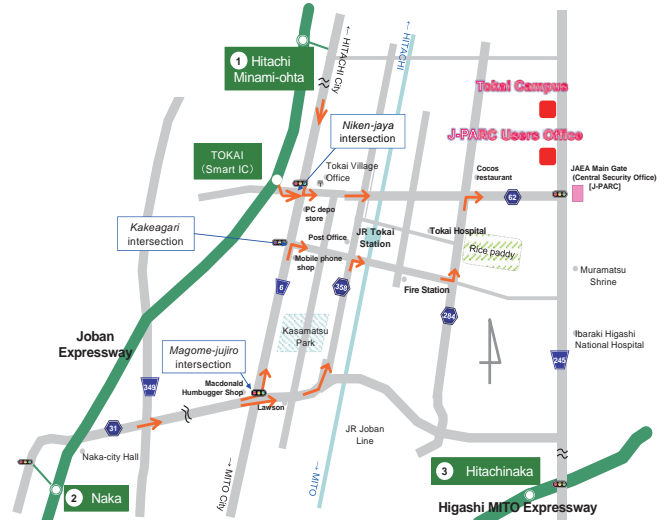 ← HITACHI City
← HITACHI
1 Hitachi
Minami-ohta
Tokai Campus
J-PARC Users Office
Niken-jaya
intersection
TOKAI
(Smart IC)
Tokai Village
Office
Cocos
restaurant
JAEA Main Gate
(Central Security Office)
[J-PARC]
62
PC depo
store
Kakeagari
intersection
Post Office
JR Tokai
Station
Tokai Hospital
Rice paddy
Mobile phone
shop
Muramatsu
Shrine
6
358
Fire Station
284
Kasamatsu
Park
Joban
Expressway
Ibaraki Higashi
National Hospital
Magome-jujiro
intersection
245
349
Macdonald
Humbugger Shop
Lawson
31
JR Joban
Line
Naka-city Hall
→ MITO City
→ MITO
3 Hitachinaka
2 Naka
Higashi MITO Expressway